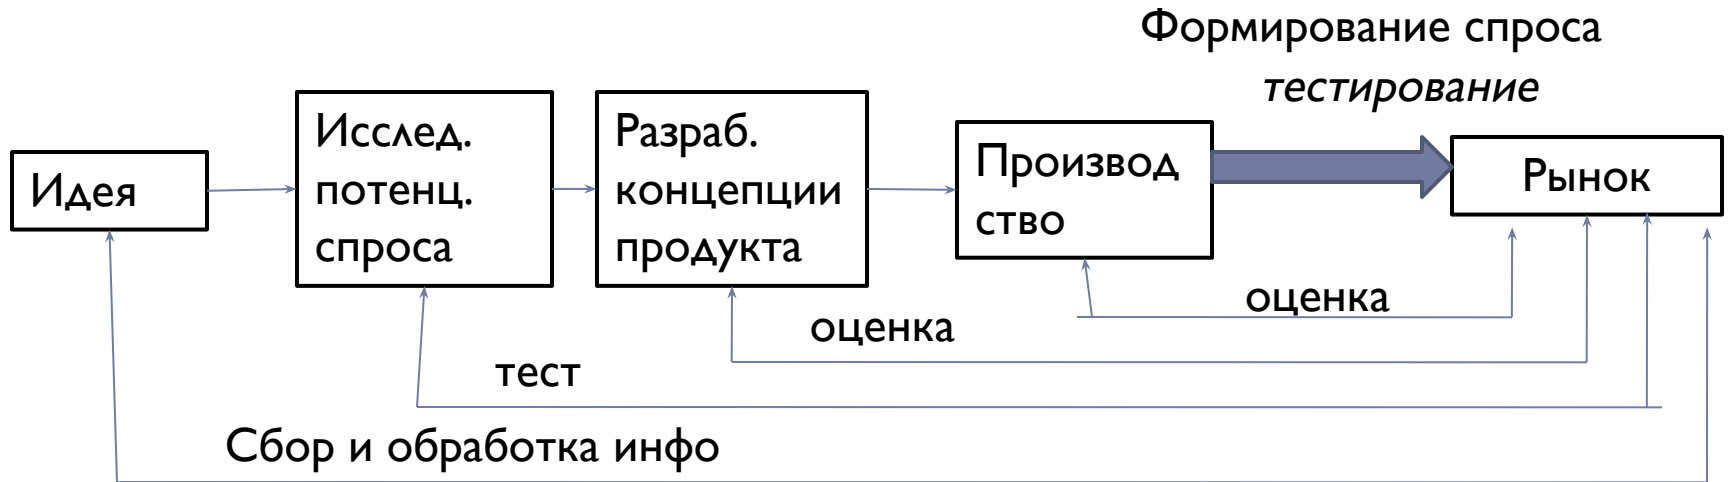 Формирование спроса
тестирование
Идея
Исслед.
потенц.
спроса
Разраб.
концепции
продукта
Производ
ство
Рынок
оценка
оценка
тест
Сбор и обработка инфо